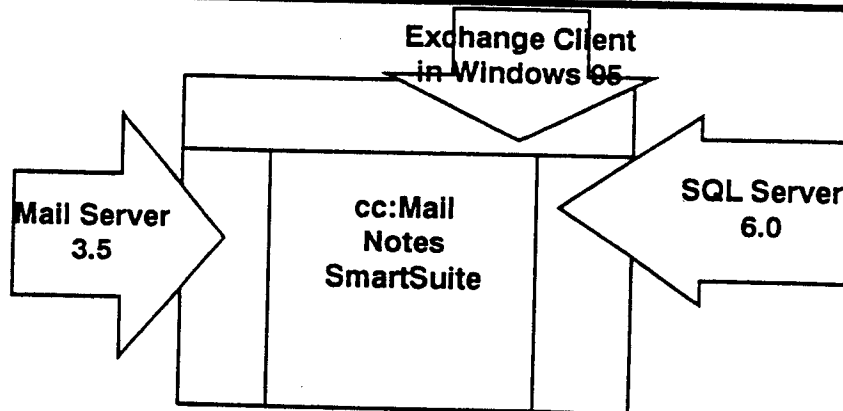 Exchange Client
in Windows 95
Mail Server
3.5
cc:Mail
Notes
SmartSuite
SQL Server
6.0